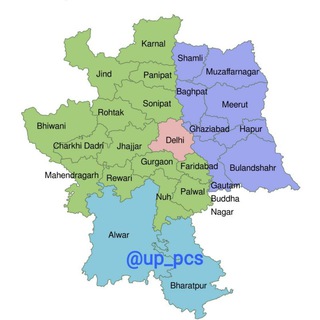 Karnal
Shamli
Muzaffarnagar
Jind
Panipat
Baghpat
Meerut
Sonipat
Rohtak
Bhiwani
Ghaziabad
Hapur
Delhi
Charkhi Dadri
Jhajjar
Gurgaon
Faridabad
Bulandshahr
Mahendragarh
Rewari
Gautam
Buddha
Nagar
Palwal
Nuh
Alwar
@up_pcs
Bharatpur